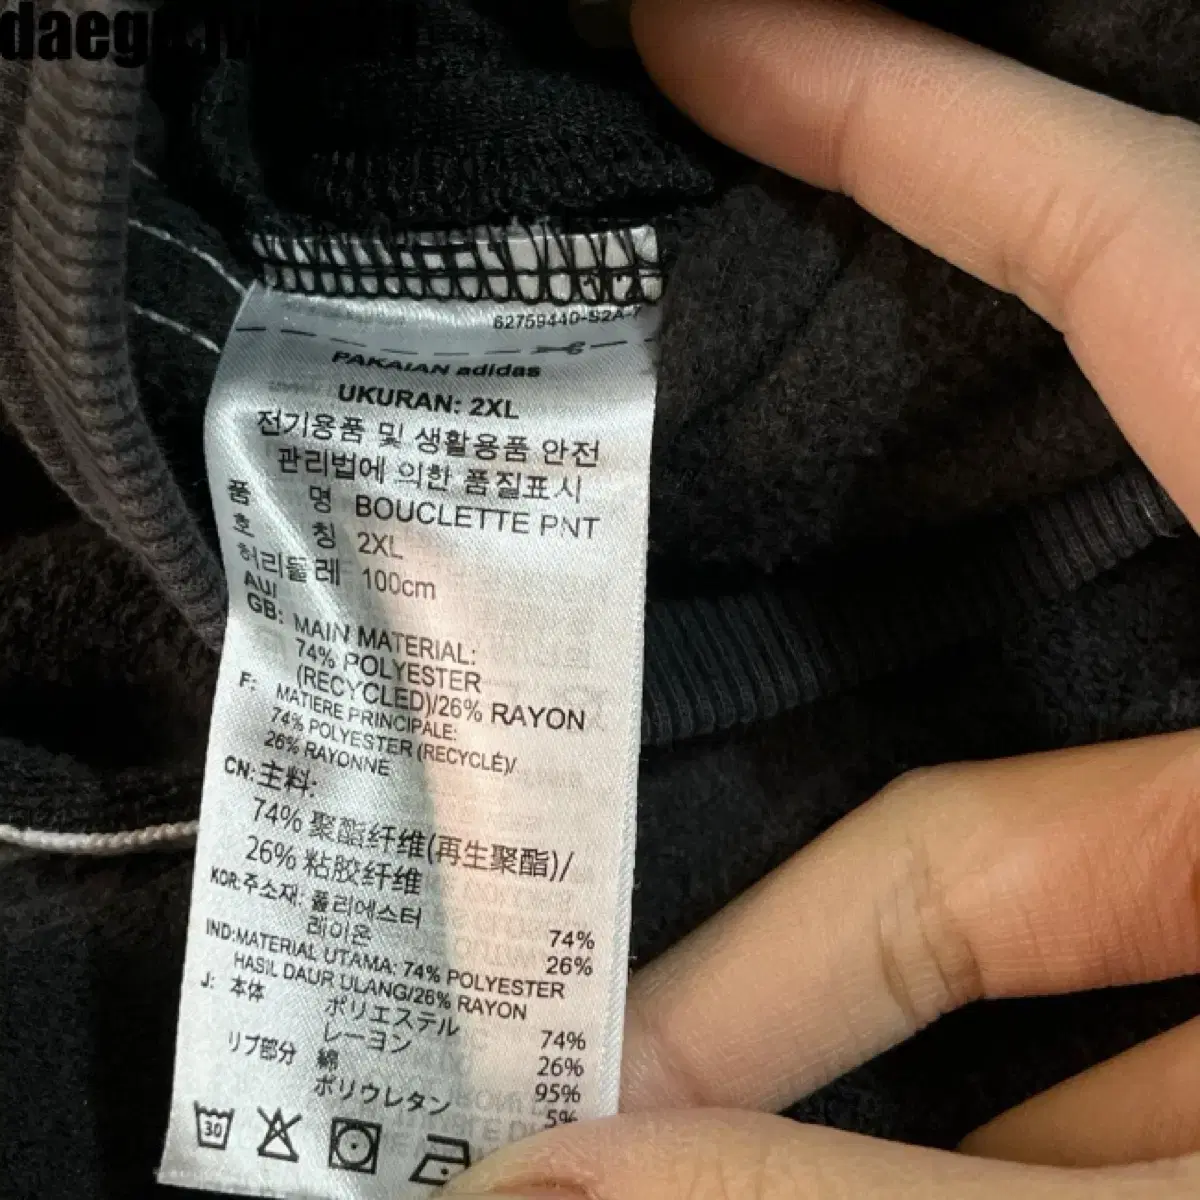 62759440-S2A-7
PAKAIAN adidas
UKURAN: 2XL
전기용품 및 생활용품 안전
관리법에 의한 품질표시
품 명 BOUCLETTE PNT
호 칭 2XL
허리둘레 100cm
AU/
GB: MAIN MATERIAL:
74% POLYESTER
(RECYCLED)/26% RAYON
F: MATIERE PRINCIPALE:
74% POLYESTER (RECYCLÉ)/
26% RAYONNE
CN: 主料:
74% 聚酯纤维(再生聚酯)/
26% 粘胶纤维
KOR: 주소재: 폴리에스터 74%
레이온 26%
IND: MATERIAL UTAMA: 74% POLYESTER
HASIL DAUR ULANG/26% RAYON
J: 本体 ポリエステル 74%
レーヨン 26%
リブ部分 綿 95%
ポリウレタン 5%
30